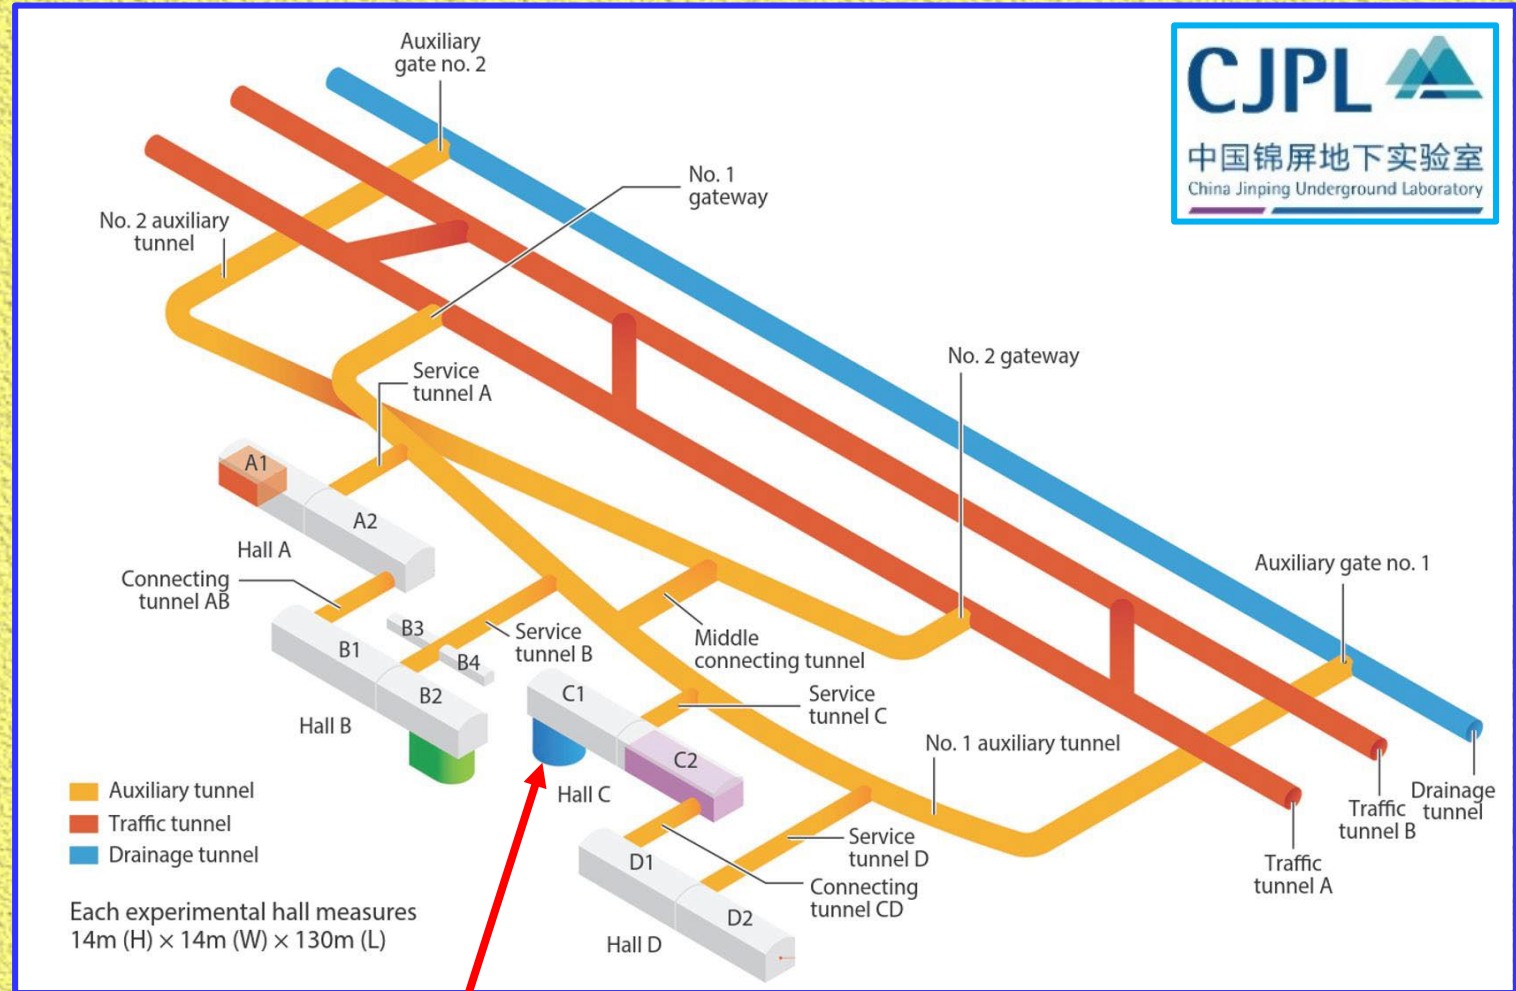 Auxiliary
gate no. 2
CJPL
中国锦屏地下实验室
China Jinping Underground Laboratory
No. 1
gateway
No. 2 auxiliary
tunnel
No. 2 gateway
Service
tunnel A
A1
A2
Hall A
Auxiliary gate no. 1
Connecting
tunnel AB
B3
B4
Service
tunnel B
Middle
connecting tunnel
B1
B2
Hall B
C1
C2
Hall C
Service
tunnel C
No. 1 auxiliary tunnel
Drainage
tunnel
Traffic
tunnel B
Traffic
tunnel A
Service
tunnel D
Connecting
tunnel CD
D1
D2
Hall D
Auxiliary tunnel
Traffic tunnel
Drainage tunnel
Each experimental hall measures
14m (H) × 14m (W) × 130m (L)